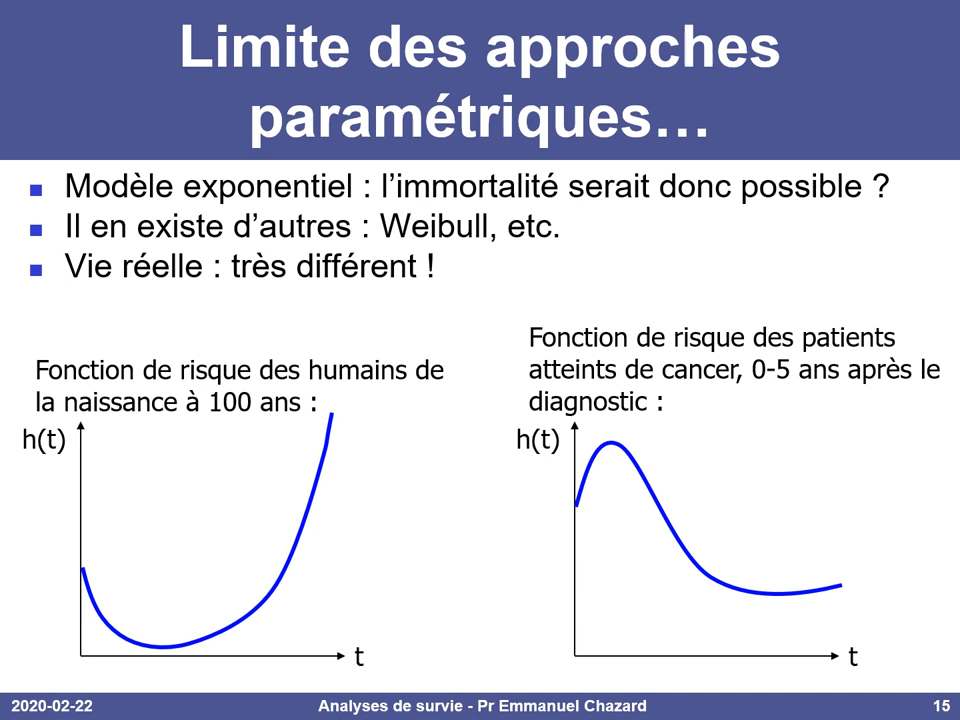 Limite des approches
paramétriques…
Modèle exponentiel : l’immortalité serait donc possible ?
Il en existe d’autres : Weibull, etc.
Vie réelle : très différent !
Fonction de risque des humains de
la naissance à 100 ans :
h(t)
t
Fonction de risque des patients
atteints de cancer, 0-5 ans après le
diagnostic :
h(t)
t
2020-02-22
Analyses de survie - Pr Emmanuel Chazard
15